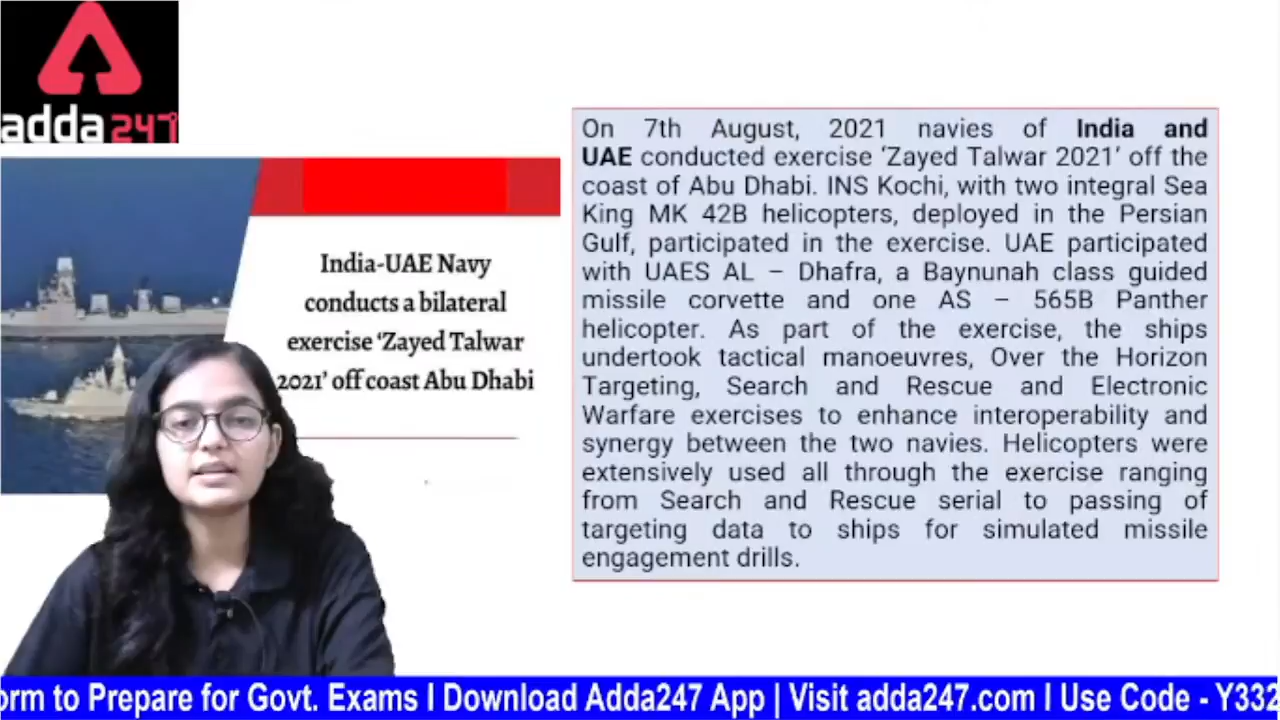 adda247
India-UAE Navy
conducts a bilateral
exercise ‘Zayed Talwar
2021’ off coast Abu Dhabi
On 7th August, 2021 navies of India and
UAE conducted exercise ‘Zayed Talwar 2021’ off the
coast of Abu Dhabi. INS Kochi, with two integral Sea
King MK 42B helicopters, deployed in the Persian
Gulf, participated in the exercise. UAE participated
with UAES AL – Dhafra, a Baynunah class guided
missile corvette and one AS – 565B Panther
helicopter. As part of the exercise, the ships
undertook tactical manoeuvres, Over the Horizon
Targeting, Search and Rescue and Electronic
Warfare exercises to enhance interoperability and
synergy between the two navies. Helicopters were
extensively used all through the exercise ranging
from Search and Rescue serial to passing of
targeting data to ships for simulated missile
engagement drills.
orm to Prepare for Govt. Exams I Download Adda247 App | Visit adda247.com I Use Code - Y332